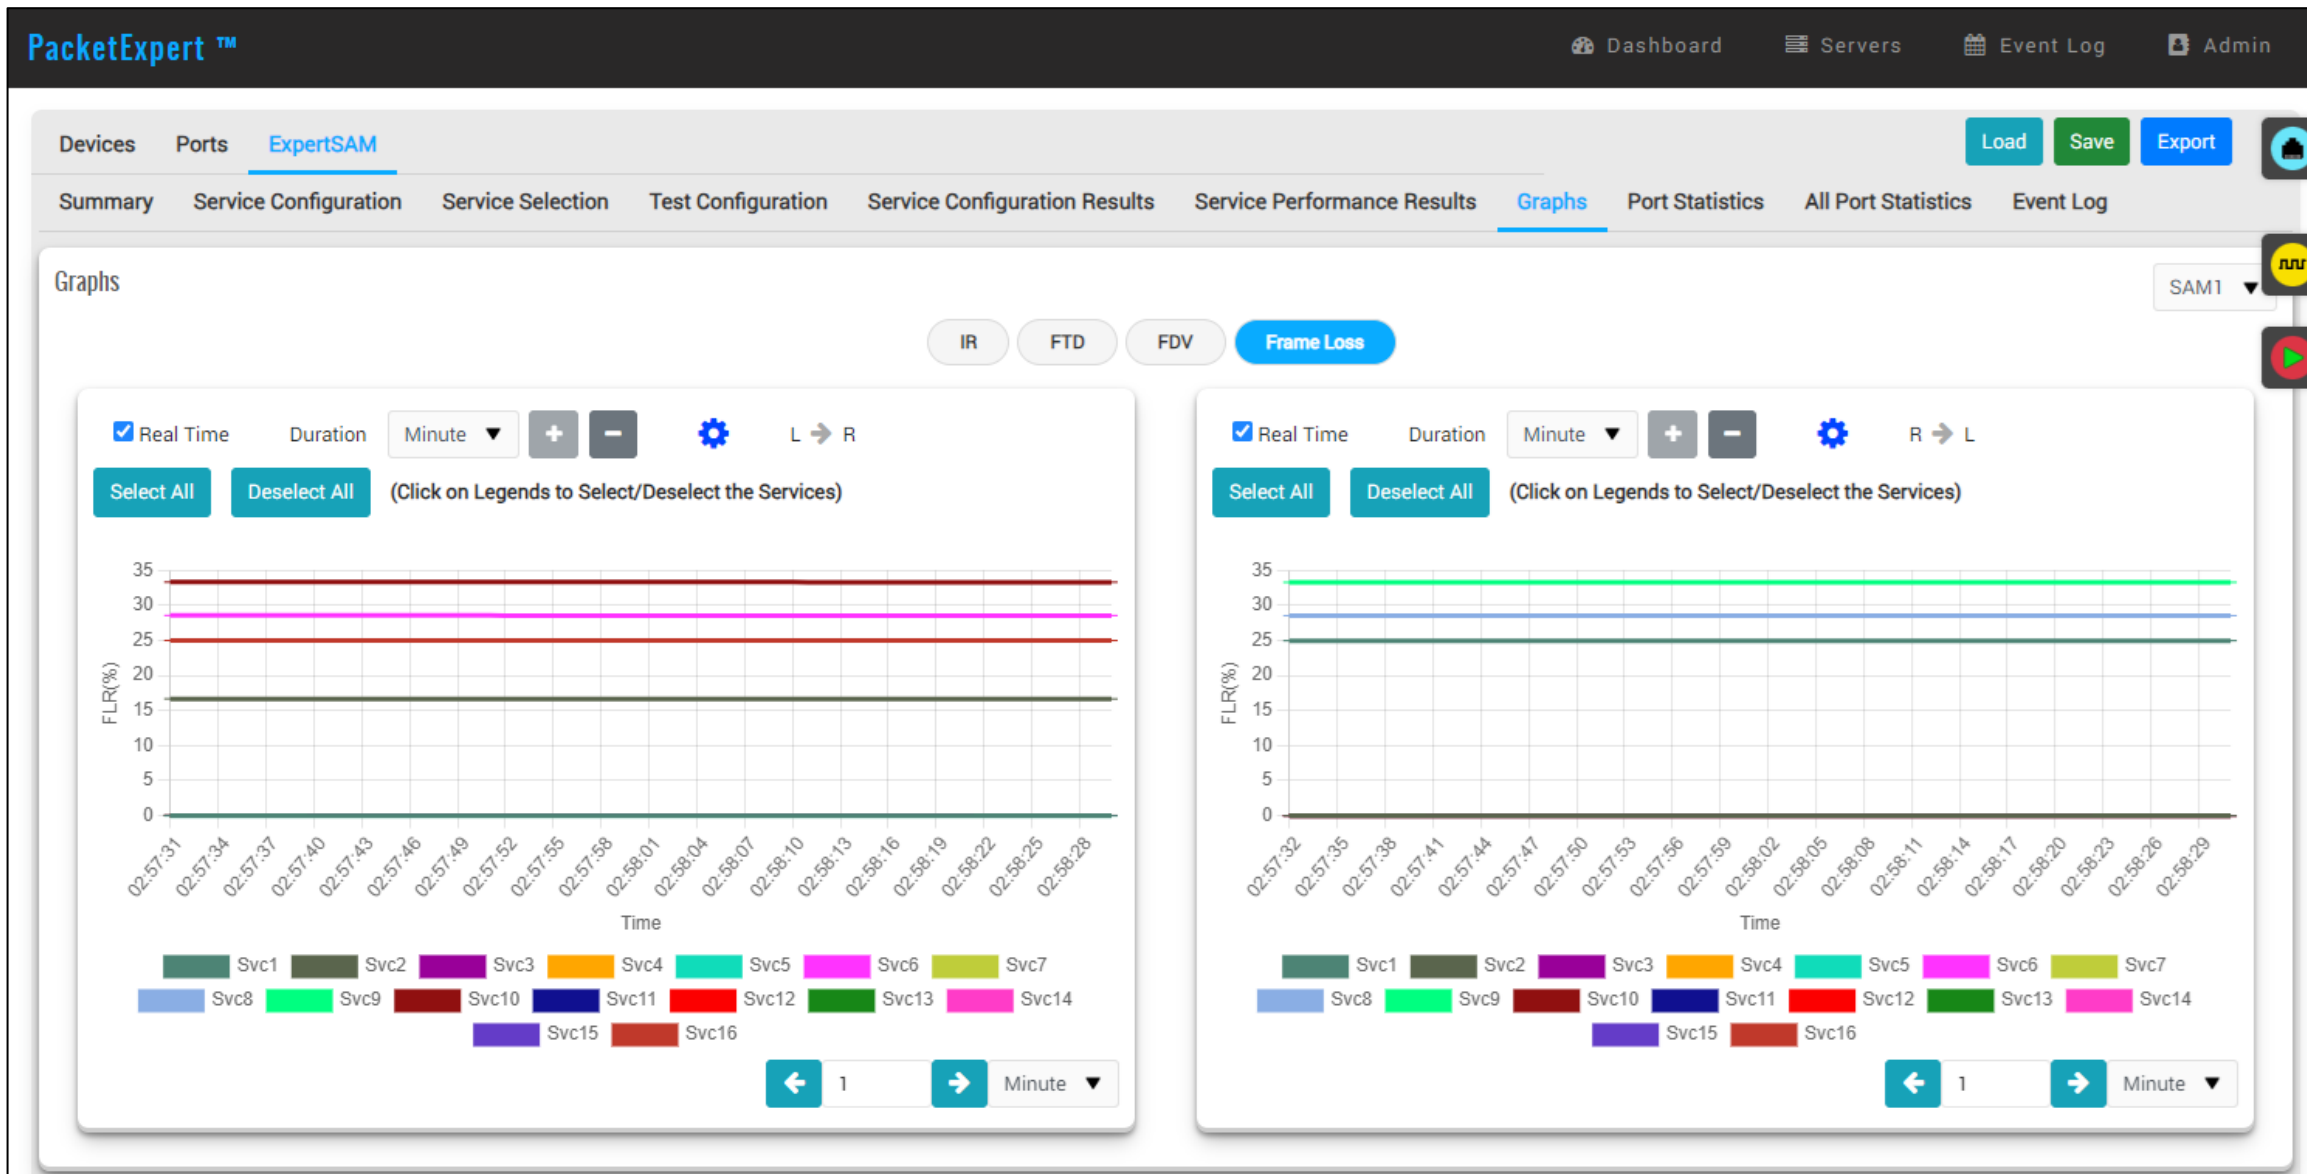 PacketExpert ™ Dashboard Servers Event Log Admin
Devices Ports ExpertSAM Load Save Export
Summary Service Configuration Service Selection Test Configuration Service Configuration Results Service Performance Results Graphs Port Statistics All Port Statistics Event Log
Graphs
SAM1
IR FTD FDV Frame Loss
Real Time Duration Minute + − L R
Select All Deselect All (Click on Legends to Select/Deselect the Services)
35
30
25
20
15
10
5
0
FLR(%)
02:57:31 02:57:34 02:57:37 02:57:40 02:57:43 02:57:46 02:57:49 02:57:52 02:57:55 02:57:58 02:58:01 02:58:04 02:58:07 02:58:10 02:58:13 02:58:16 02:58:19 02:58:22 02:58:25 02:58:28
Time
Svc1 Svc2 Svc3 Svc4 Svc5 Svc6 Svc7
Svc8 Svc9 Svc10 Svc11 Svc12 Svc13 Svc14
Svc15 Svc16
1 Minute
Real Time Duration Minute + − R L
Select All Deselect All (Click on Legends to Select/Deselect the Services)
35
30
25
20
15
10
5
0
FLR(%)
02:57:32 02:57:35 02:57:38 02:57:41 02:57:44 02:57:47 02:57:50 02:57:53 02:57:56 02:57:59 02:58:02 02:58:05 02:58:08 02:58:11 02:58:14 02:58:17 02:58:20 02:58:23 02:58:26 02:58:29
Time
Svc1 Svc2 Svc3 Svc4 Svc5 Svc6 Svc7
Svc8 Svc9 Svc10 Svc11 Svc12 Svc13 Svc14
Svc15 Svc16
1 Minute